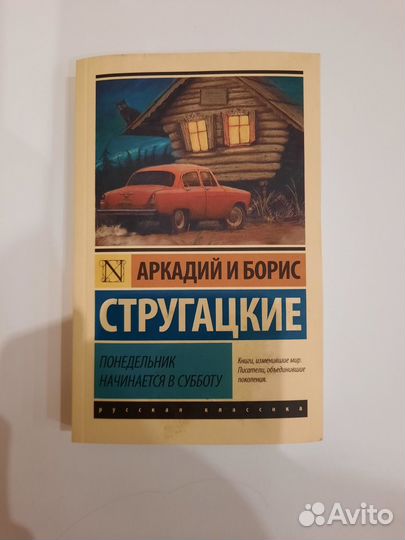 N
АРКАДИЙ И БОРИС
СТРУГАЦКИЕ
ПОНЕДЕЛЬНИК
НАЧИНАЕТСЯ В СУББОТУ
Книги, изменившие мир.
Писатели, объединившие
поколения.
русская классика
Avito